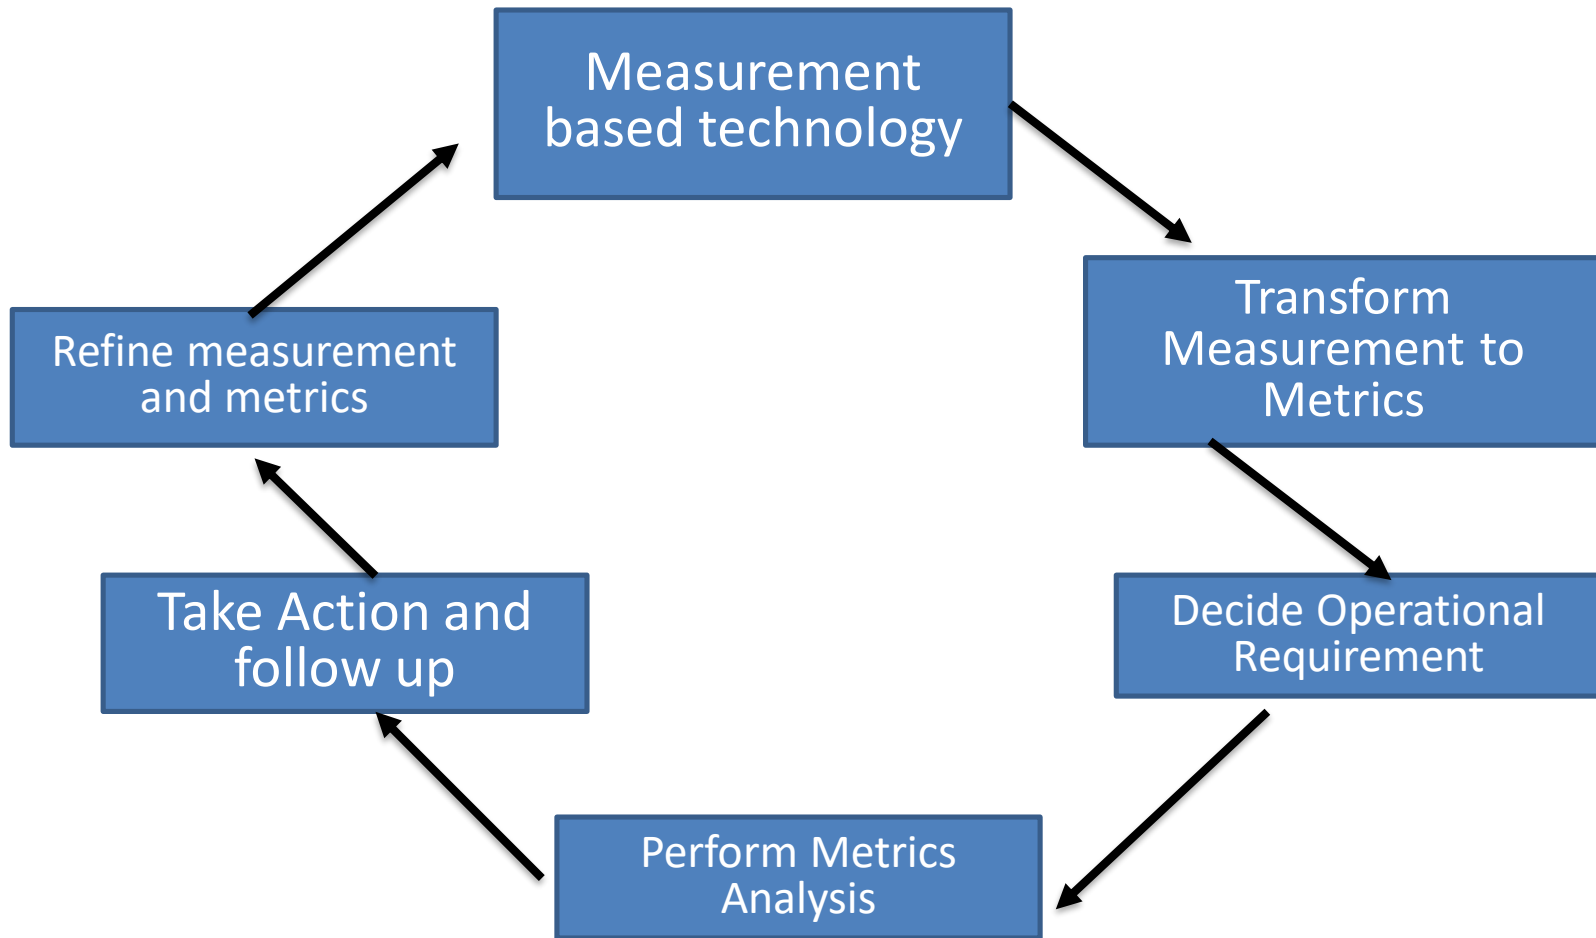 Measurement
based technology
Transform
Measurement to
Metrics
Decide Operational
Requirement
Perform Metrics
Analysis
Take Action and
follow up
Refine measurement
and metrics